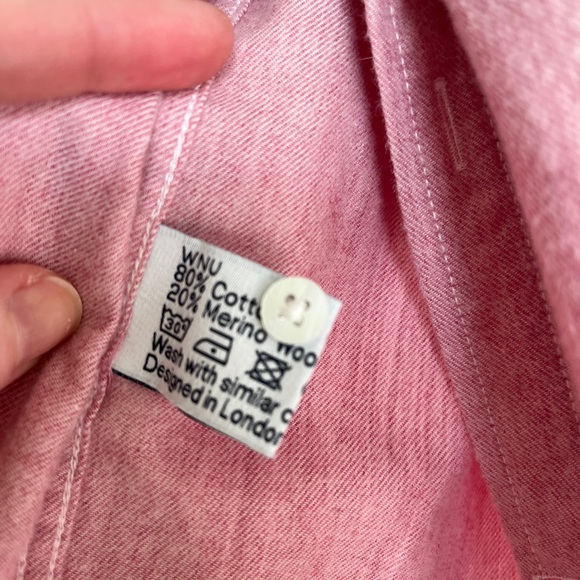 WNU
80% Cotto
20% Merino Woo
30°
Wash with similar c
Designed in London